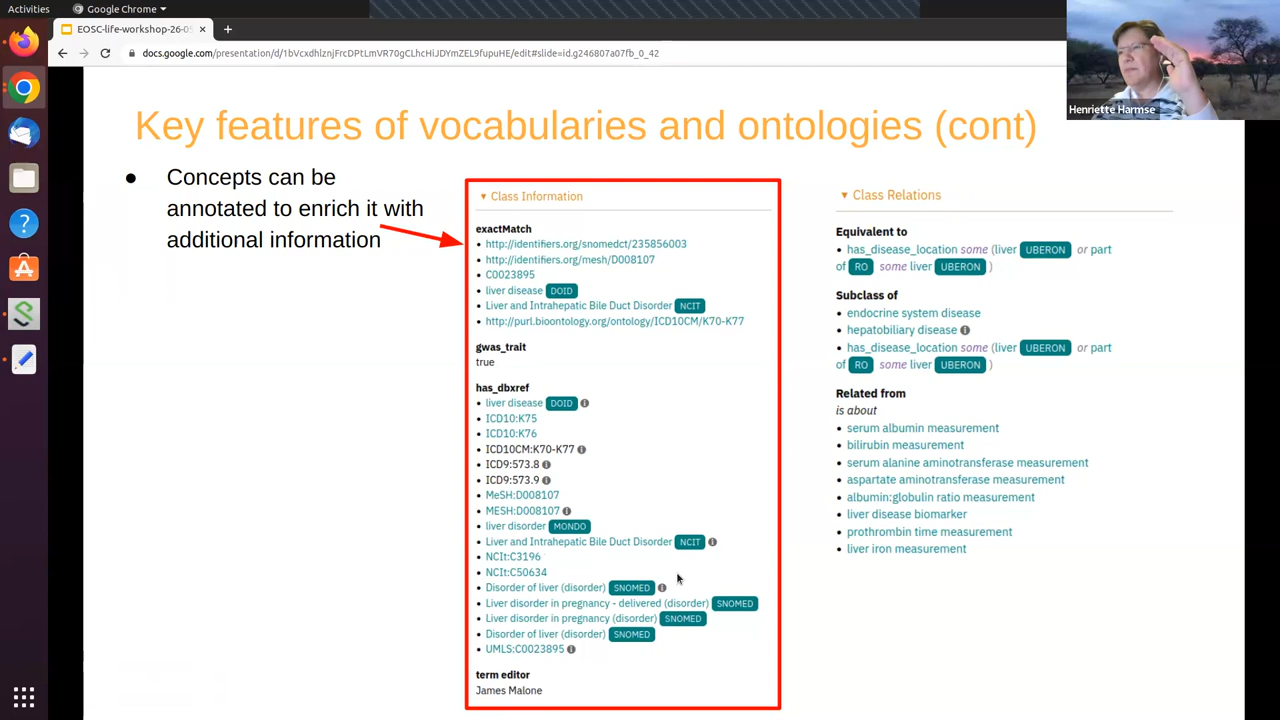 Activities
Google Chrome
EOSC-life-workshop-26-05
docs.google.com/presentation/d/1bVcxdhlznjFrcDPtLmVR70gCLhcHiJDYmZEL9fupuHE/edit#slide=id.g246807a07fb_0_42
Henriette Harmse
Key features of vocabularies and ontologies (cont)
● Concepts can be
annotated to enrich it with
additional information
▼ Class Information
exactMatch
• http://identifiers.org/snomedct/235856003
• http://identifiers.org/mesh/D008107
• C0023895
• liver disease DOID
• Liver and Intrahepatic Bile Duct Disorder NCIT
• http://purl.bioontology.org/ontology/ICD10CM/K70-K77
gwas_trait
true
has_dbxref
• liver disease DOID
• ICD10:K75
• ICD10:K76
• ICD10CM:K70-K77
• ICD9:573.8
• ICD9:573.9
• MeSH:D008107
• MESH:D008107
• liver disorder MONDO
• Liver and Intrahepatic Bile Duct Disorder NCIT
• NCIt:C3196
• NCIt:C50634
• Disorder of liver (disorder) SNOMED
• Liver disorder in pregnancy - delivered (disorder) SNOMED
• Liver disorder in pregnancy (disorder) SNOMED
• Disorder of liver (disorder) SNOMED
• UMLS:C0023895
term editor
James Malone
▼ Class Relations
Equivalent to
• has_disease_location some (liver UBERON or part
of RO some liver UBERON )
Subclass of
• endocrine system disease
• hepatobiliary disease
• has_disease_location some (liver UBERON or part
of RO some liver UBERON )
Related from
is about
• serum albumin measurement
• bilirubin measurement
• serum alanine aminotransferase measurement
• aspartate aminotransferase measurement
• albumin:globulin ratio measurement
• liver disease biomarker
• prothrombin time measurement
• liver iron measurement